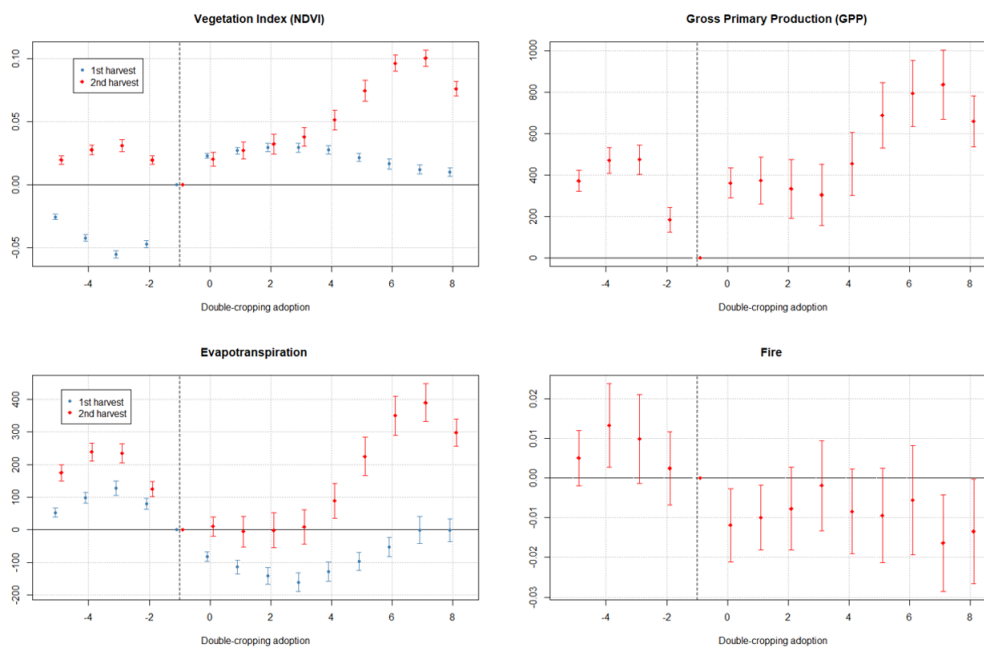 Vegetation Index (NDVI)
0.10
0.05
0.00
-0.05
1st harvest
2nd harvest
-4 -2 0 2 4 6 8
Double-cropping adoption
Gross Primary Production (GPP)
1000
800
600
400
200
0
-4 -2 0 2 4 6 8
Double-cropping adoption
Evapotranspiration
400
300
200
100
0
-100
-200
1st harvest
2nd harvest
-4 -2 0 2 4 6 8
Double-cropping adoption
Fire
0.02
0.01
0.00
-0.01
-0.02
-0.03
-4 -2 0 2 4 6 8
Double-cropping adoption